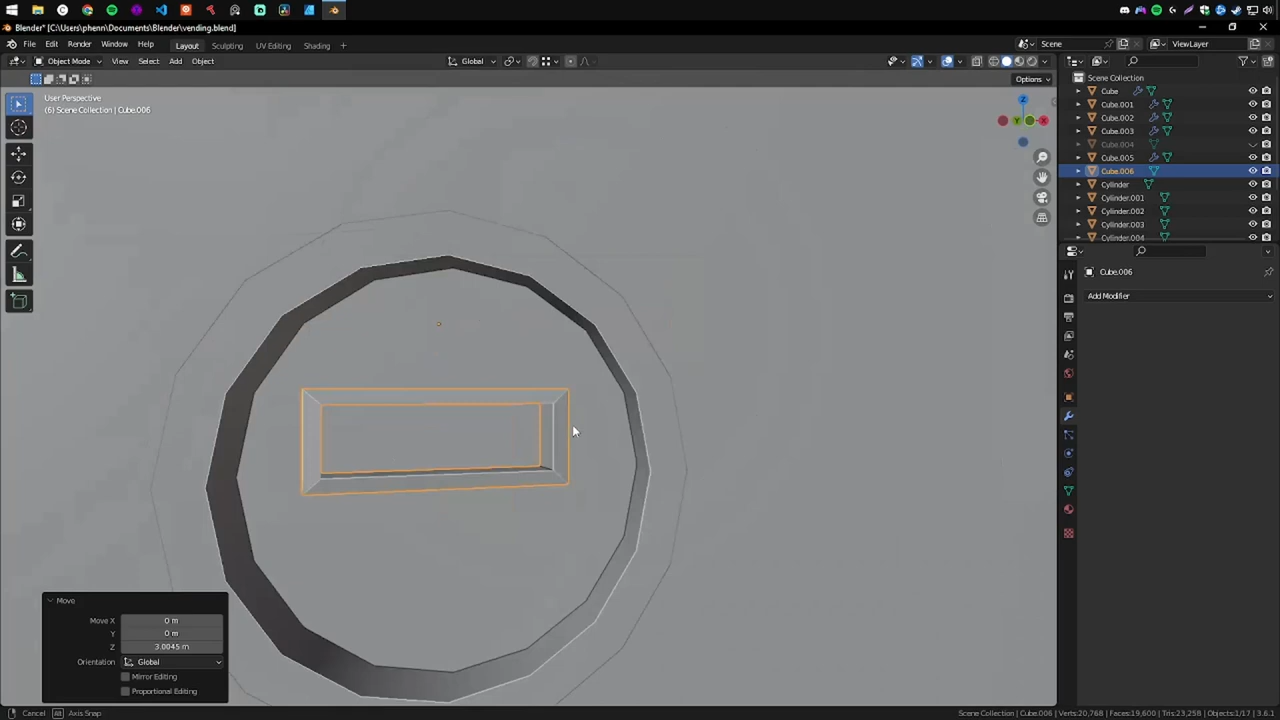 Blender* [C:\Users\phenn\Documents\Blender\vending.blend]
File Edit Render Window Help Layout Sculpting UV Editing Shading + Scene ViewLayer
Object Mode View Select Add Object Global
Options
User Perspective
(6) Scene Collection | Cube.006
Z
Y
X
Scene Collection
Cube
Cube.001
Cube.002
Cube.003
Cube.004
Cube.005
Cube.006
Cylinder
Cylinder.001
Cylinder.002
Cylinder.003
Cylinder.004
Cube.006
Add Modifier
Move
Move X 0 m
Y 0 m
Z 3.0045 m
Orientation Global
Mirror Editing
Proportional Editing
Cancel Alt Axis Snap
Scene Collection | Cube.006 | Verts:20,768 | Faces:19,600 | Tris:23,258 | Objects:1/17 | 3.6.1